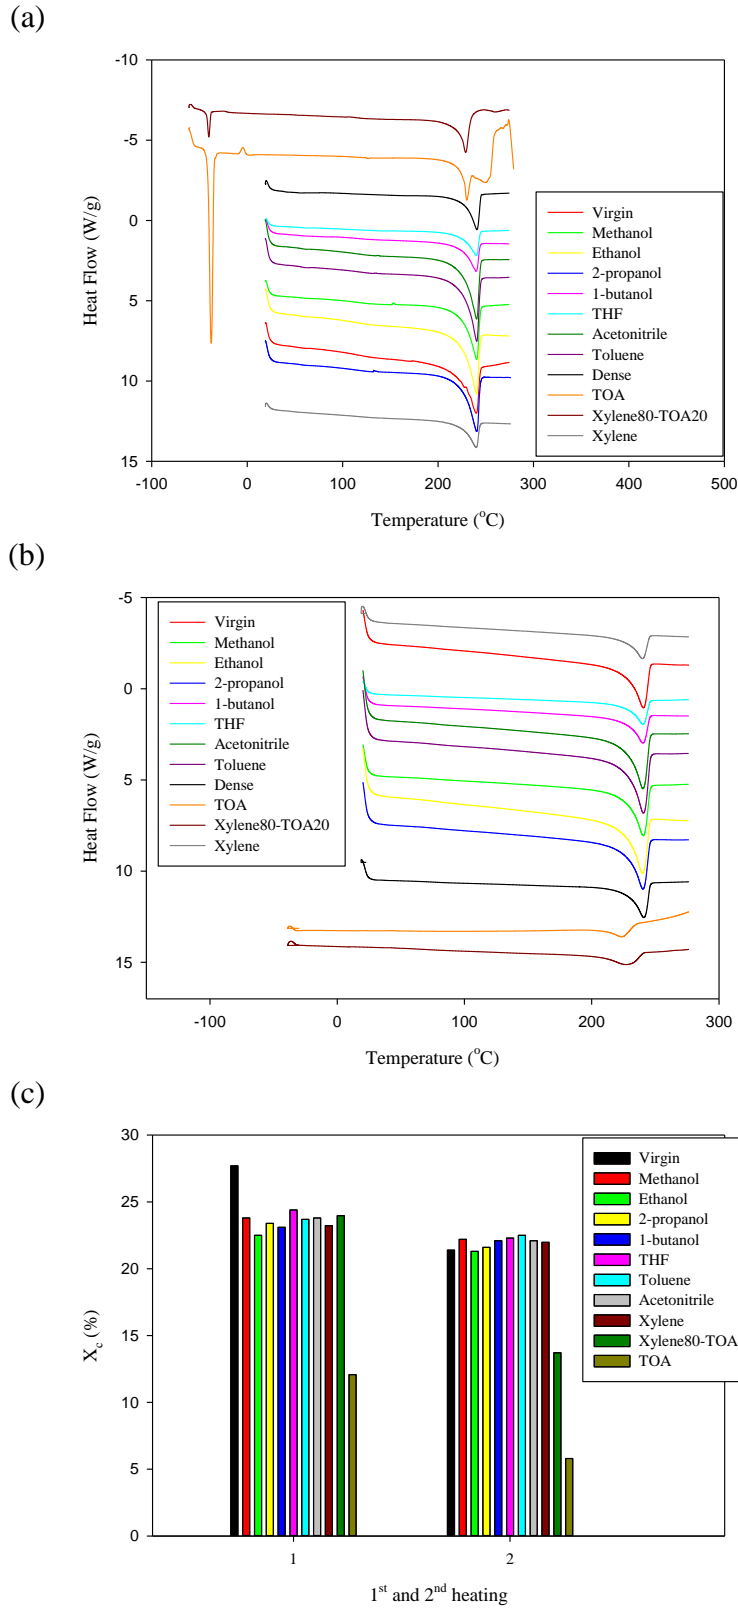 (a)
-10
-5
0
5
10
15
-100
0
100
200
300
400
500
Heat Flow (W/g)
Temperature (°C)
Virgin
Methanol
Ethanol
2-propanol
1-butanol
THF
Acetonitrile
Toluene
Dense
TOA
Xylene80-TOA20
Xylene
(b)
-5
0
5
10
15
-100
0
100
200
300
Heat Flow (W/g)
Temperature (°C)
Virgin
Methanol
Ethanol
2-propanol
1-butanol
THF
Acetonitrile
Toluene
Dense
TOA
Xylene80-TOA20
Xylene
(c)
30
25
20
15
10
5
0
1
2
Xc (%)
1st and 2nd heating
Virgin
Methanol
Ethanol
2-propanol
1-butanol
THF
Toluene
Acetonitrile
Xylene
Xylene80-TOA
TOA